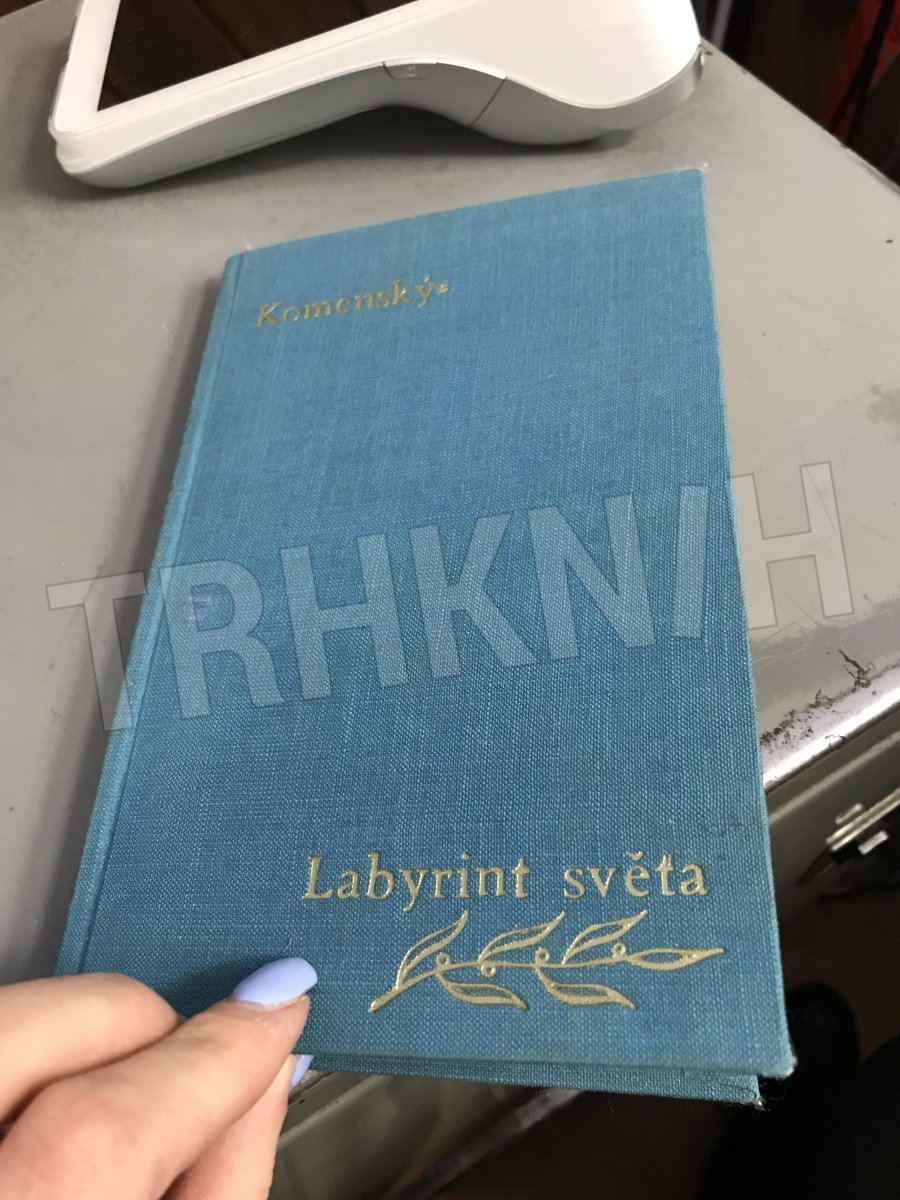 Komenský
TRHKNIH
Labyrint světa